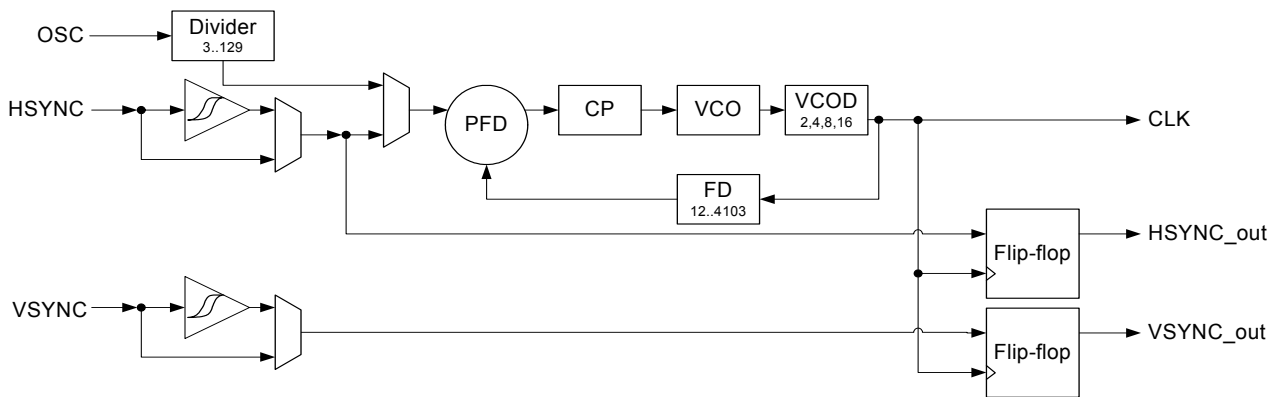 OSC
Divider
3..129
HSYNC
PFD
CP
VCO
VCOD
2,4,8,16
CLK
FD
12..4103
Flip-flop
HSYNC_out
VSYNC
Flip-flop
VSYNC_out